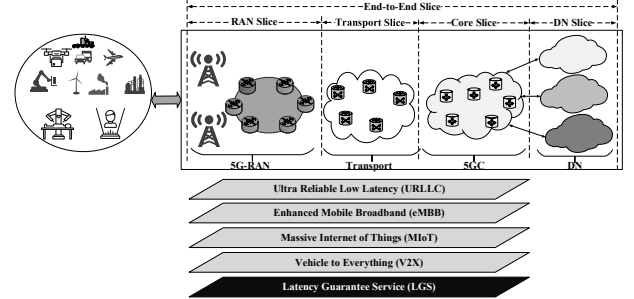 End-to-End Slice
RAN Slice Transport Slice Core Slice DN Slice
5G-RAN Transport 5GC DN
Ultra Reliable Low Latency (URLLC)
Enhanced Mobile Broadband (eMBB)
Massive Internet of Things (MIoT)
Vehicle to Everything (V2X)
Latency Guarantee Service (LGS)